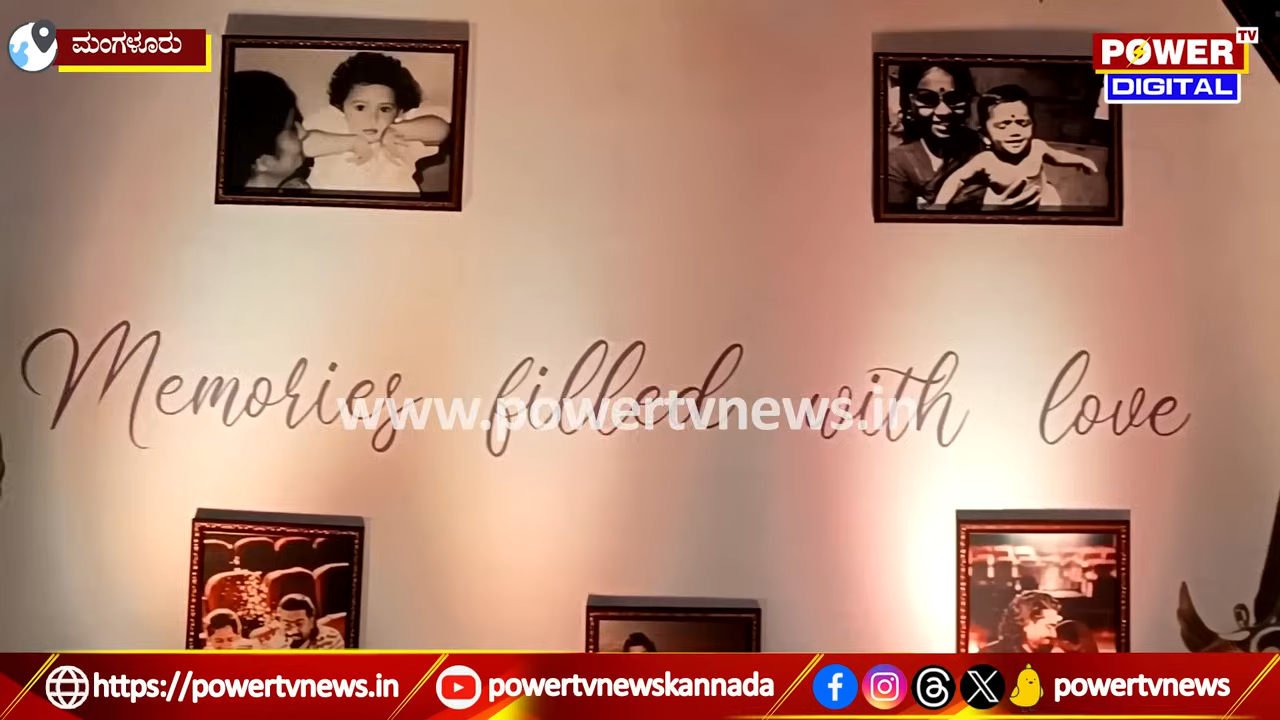 ಮಂಗಳೂರು
POWER TV
DIGITAL
Memories filled with love
www.powertvnews.in
https://powertvnews.in
powertvnewskannada
powertvnews